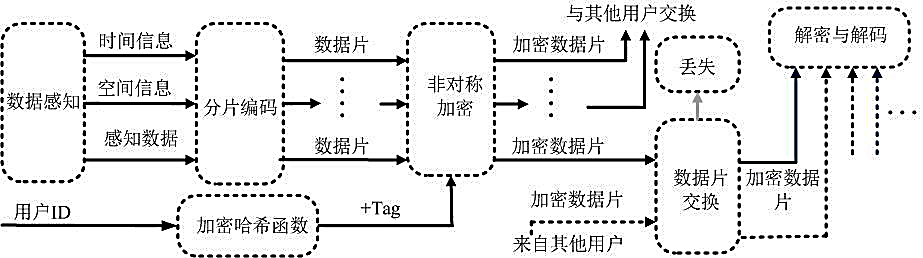 与其他用户交换
时间信息
数据片
加密数据片
解密与解码
丢失
数据感知
空间信息
分片编码
非对称
加密
感知数据
数据片
加密数据片
数据片
交换
加密数据
片
加密数据片
用户ID
加密哈希函数
+Tag
来自其他用户